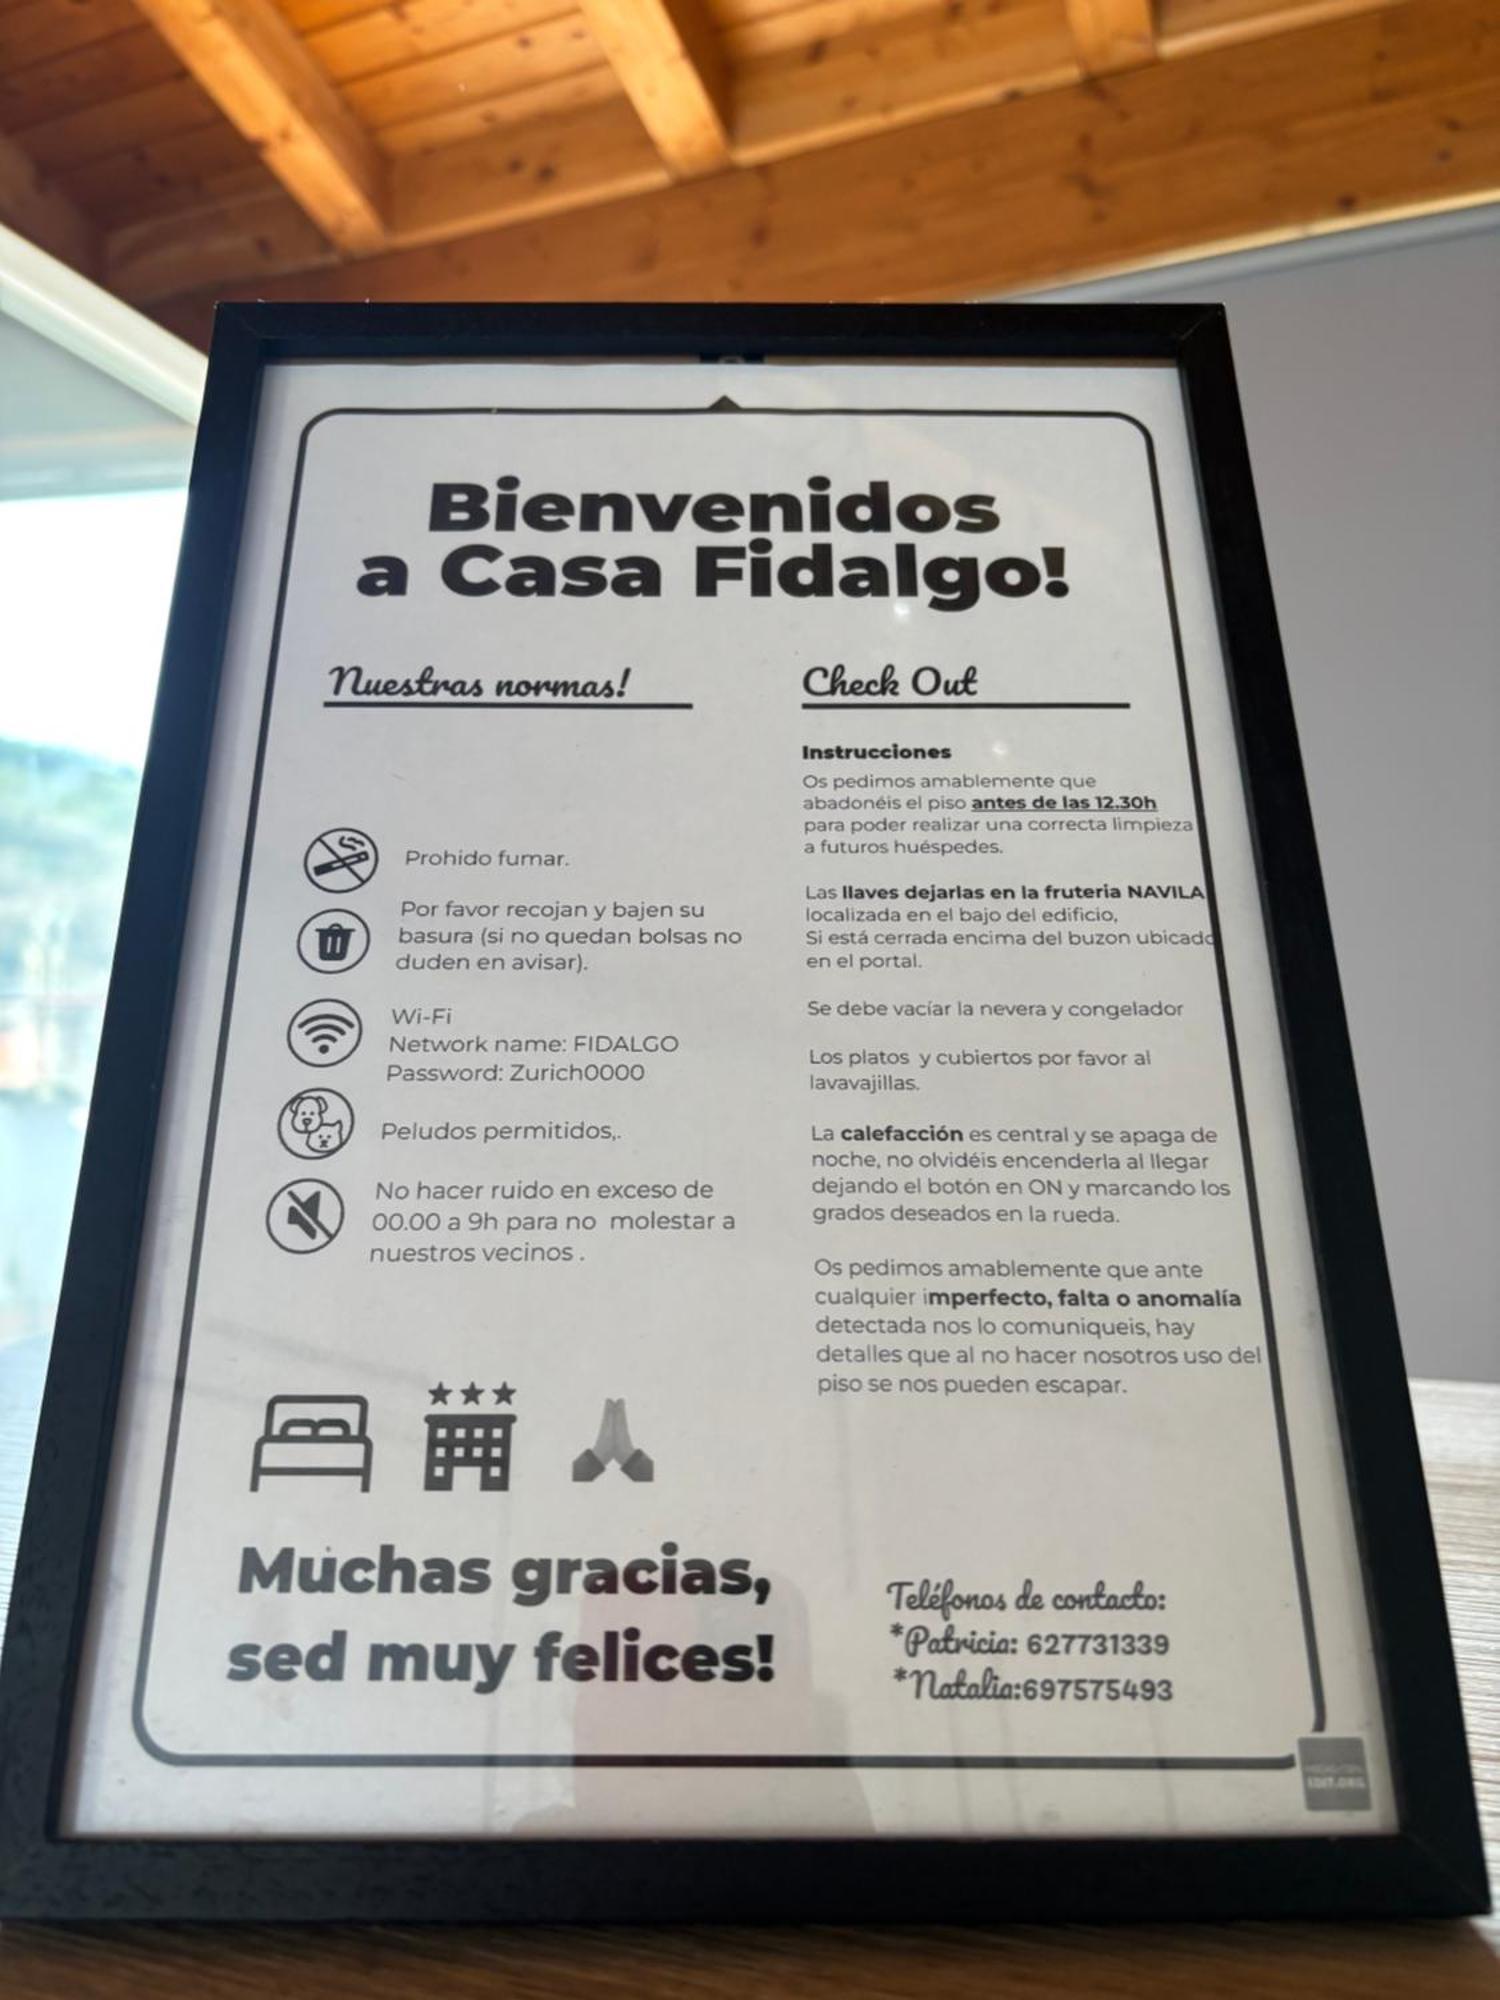 Bienvenidos
a Casa Fidalgo!
Nuestras normas!
Prohido fumar.
Por favor recojan y bajen su
basura (si no quedan bolsas no
duden en avisar).
Wi-Fi
Network name: FIDALGO
Password: Zurich0000
Peludos permitidos,.
No hacer ruido en exceso de
00.00 a 9h para no  molestar a
nuestros vecinos .
Check Out
Instrucciones
Os pedimos amablemente que
abadonéis el piso antes de las 12.30h
para poder realizar una correcta limpieza
a futuros huéspedes.
Las llaves dejarlas en la fruteria NAVILA
localizada en el bajo del edificio,
Si está cerrada encima del buzon ubicado
en el portal.
Se debe vacíar la nevera y congelador
Los platos  y cubiertos por favor al
lavavajillas.
La calefacción es central y se apaga de
noche, no olvidéis encenderla al llegar
dejando el botón en ON y marcando los
grados deseados en la rueda.
Os pedimos amablemente que ante
cualquier imperfecto, falta o anomalía
detectada nos lo comuniqueis, hay
detalles que al no hacer nosotros uso del
piso se nos pueden escapar.
Muchas gracias,
sed muy felices!
Teléfonos de contacto:
*Patricia: 627731339
*Natalia:697575493
EDIT.ORG